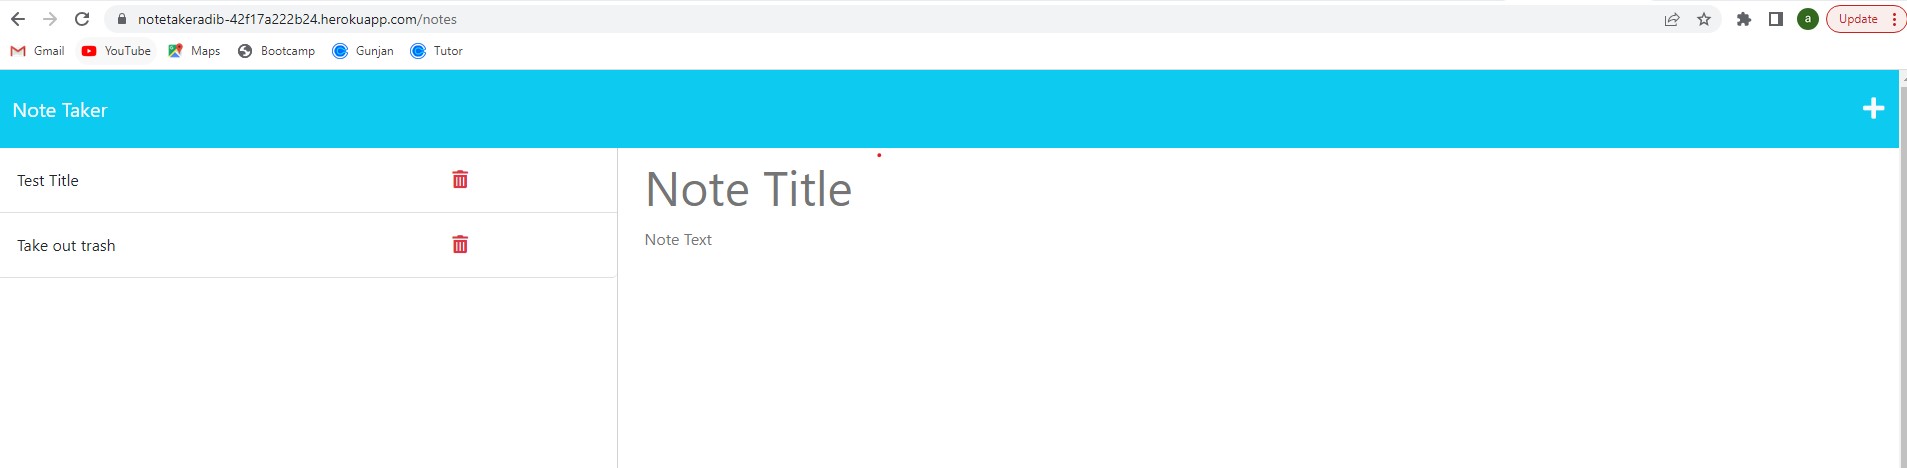 notetakeradib-42f17a222b24.herokuapp.com/notes
a
Update
Gmail YouTube Maps Bootcamp Gunjan Tutor
Note Taker
Test Title
Take out trash
Note Title
Note Text